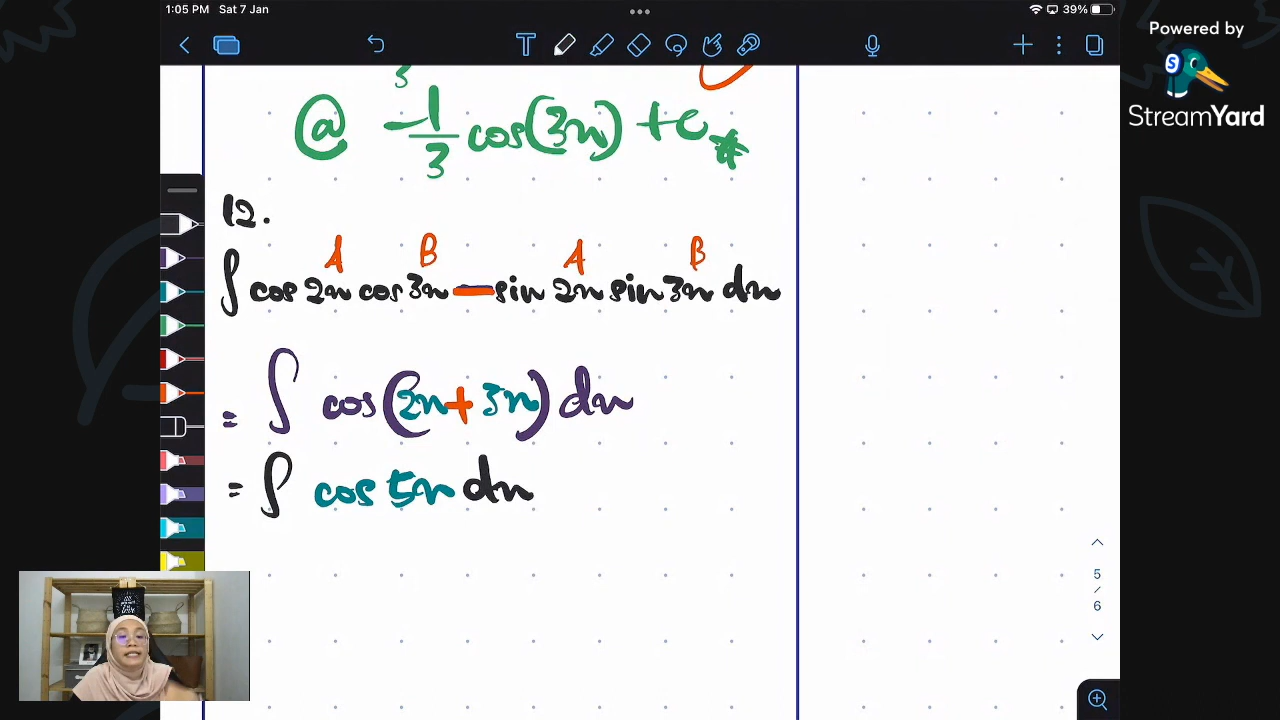 1:05 PM Sat 7 Jan
39%
Powered by
StreamYard
3
@ -1/3 cos(3x) + c *
12.
A B A B
∫ cos 2x cos 3x - sin 2x sin 3x dx
= ∫ cos(2x + 3x) dx
= ∫ cos 5x dx
5
/
6